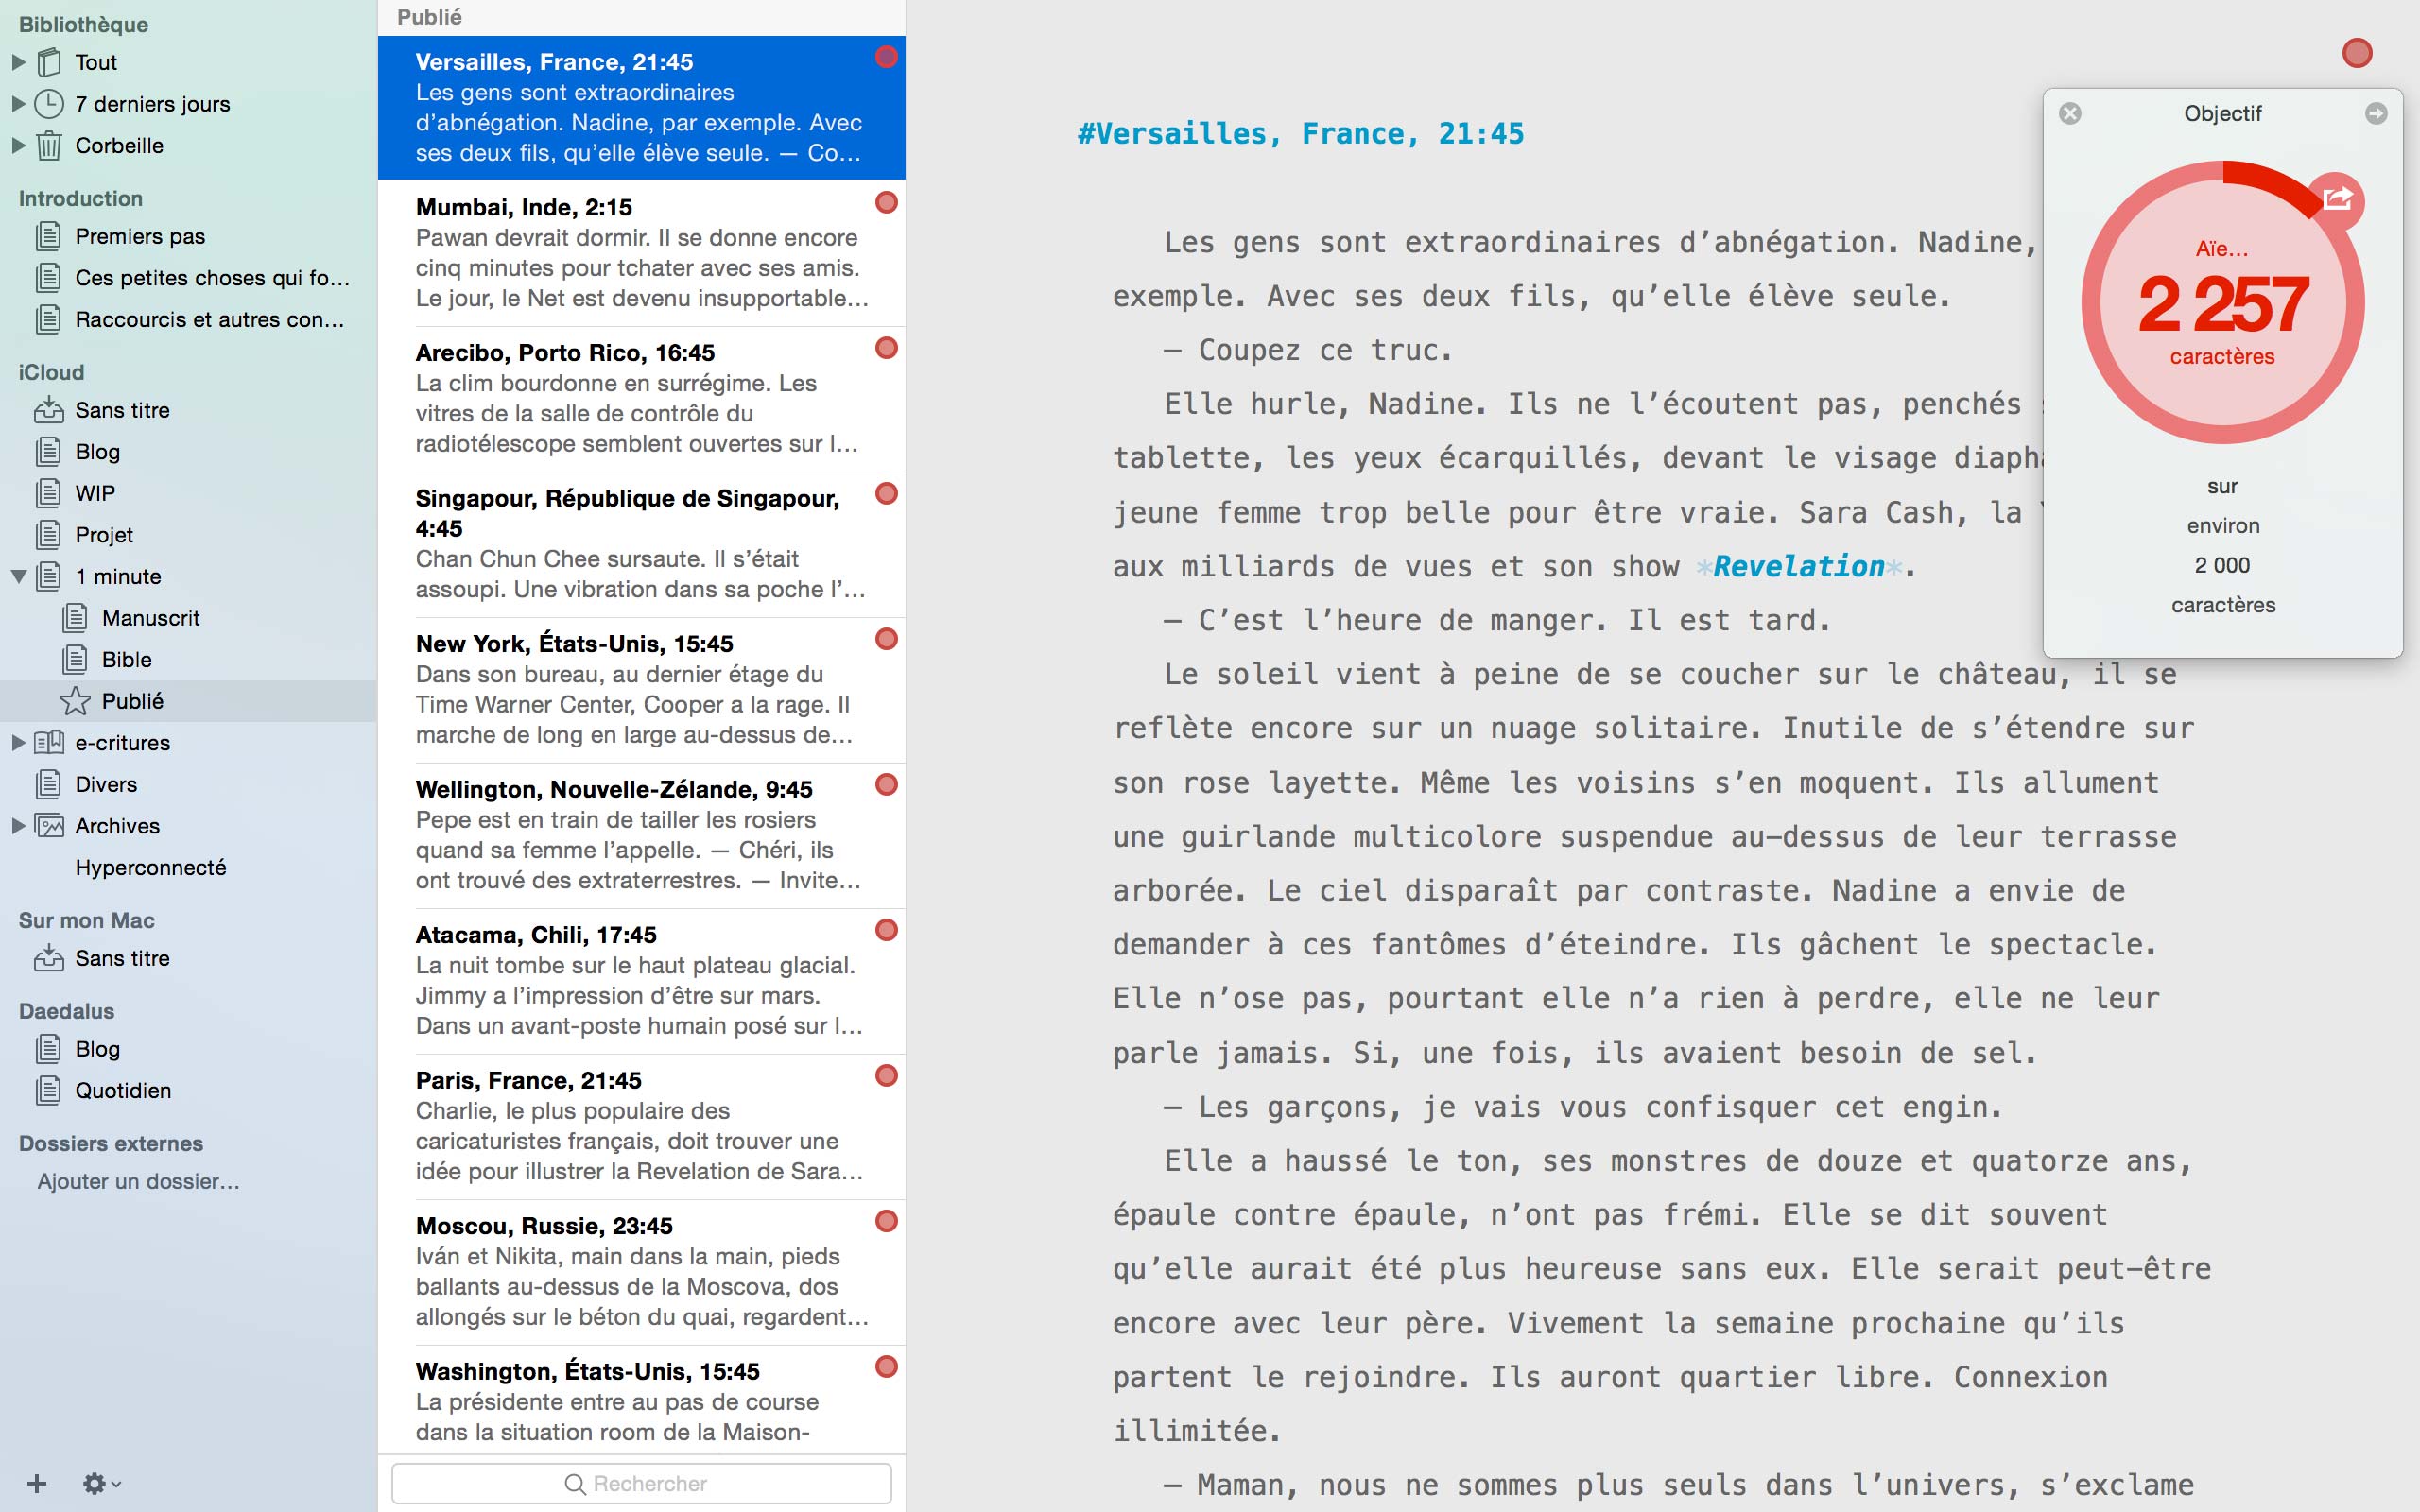 Bibliothèque
Tout
7 derniers jours
Corbeille
Introduction
Premiers pas
Ces petites choses qui fo…
Raccourcis et autres con…
iCloud
Sans titre
Blog
WIP
Projet
1 minute
Manuscrit
Bible
Publié
e-critures
Divers
Archives
Hyperconnecté
Sur mon Mac
Sans titre
Daedalus
Blog
Quotidien
Dossiers externes
Ajouter un dossier…
Publié
Versailles, France, 21:45
Les gens sont extraordinaires
d’abnégation. Nadine, par exemple. Avec
ses deux fils, qu’elle élève seule. — Co…
Mumbai, Inde, 2:15
Pawan devrait dormir. Il se donne encore
cinq minutes pour tchater avec ses amis.
Le jour, le Net est devenu insupportable…
Arecibo, Porto Rico, 16:45
La clim bourdonne en surrégime. Les
vitres de la salle de contrôle du
radiotélescope semblent ouvertes sur l…
Singapour, République de Singapour,
4:45
Chan Chun Chee sursaute. Il s’était
assoupi. Une vibration dans sa poche l’…
New York, États-Unis, 15:45
Dans son bureau, au dernier étage du
Time Warner Center, Cooper a la rage. Il
marche de long en large au-dessus de…
Wellington, Nouvelle-Zélande, 9:45
Pepe est en train de tailler les rosiers
quand sa femme l’appelle. — Chéri, ils
ont trouvé des extraterrestres. — Invite…
Atacama, Chili, 17:45
La nuit tombe sur le haut plateau glacial.
Jimmy a l’impression d’être sur mars.
Dans un avant-poste humain posé sur l…
Paris, France, 21:45
Charlie, le plus populaire des
caricaturistes français, doit trouver une
idée pour illustrer la Revelation de Sara…
Moscou, Russie, 23:45
Iván et Nikita, main dans la main, pieds
ballants au-dessus de la Moscova, dos
allongés sur le béton du quai, regardent…
Washington, États-Unis, 15:45
La présidente entre au pas de course
dans la situation room de la Maison-
Rechercher
#Versailles, France, 21:45
Les gens sont extraordinaires d’abnégation. Nadine,
exemple. Avec ses deux fils, qu’elle élève seule.
— Coupez ce truc.
Elle hurle, Nadine. Ils ne l’écoutent pas, penchés
tablette, les yeux écarquillés, devant le visage diaph
jeune femme trop belle pour être vraie. Sara Cash, la
aux milliards de vues et son show *Revelation*.
— C’est l’heure de manger. Il est tard.
Le soleil vient à peine de se coucher sur le château, il se
reflète encore sur un nuage solitaire. Inutile de s’étendre sur
son rose layette. Même les voisins s’en moquent. Ils allument
une guirlande multicolore suspendue au-dessus de leur terrasse
arborée. Le ciel disparaît par contraste. Nadine a envie de
demander à ces fantômes d’éteindre. Ils gâchent le spectacle.
Elle n’ose pas, pourtant elle n’a rien à perdre, elle ne leur
parle jamais. Si, une fois, ils avaient besoin de sel.
— Les garçons, je vais vous confisquer cet engin.
Elle a haussé le ton, ses monstres de douze et quatorze ans,
épaule contre épaule, n’ont pas frémi. Elle se dit souvent
qu’elle aurait été plus heureuse sans eux. Elle serait peut-être
encore avec leur père. Vivement la semaine prochaine qu’ils
partent le rejoindre. Ils auront quartier libre. Connexion
illimitée.
— Maman, nous ne sommes plus seuls dans l’univers, s’exclame
Objectif
Aïe…
2 257
caractères
sur
environ
2 000
caractères